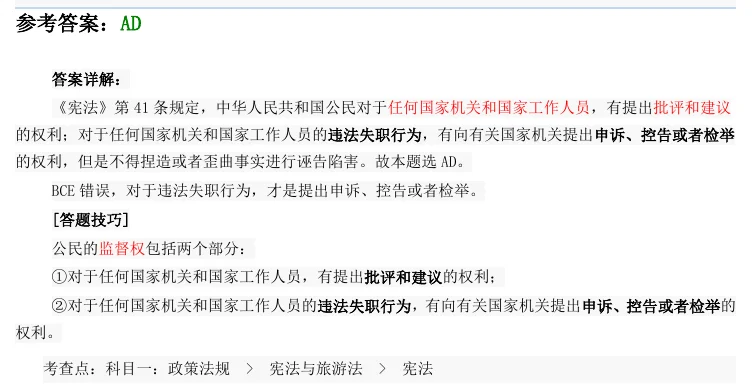 参考答案：AD
答案详解：
《宪法》第 41 条规定，中华人民共和国公民对于任何国家机关和国家工作人员，有提出批评和建议
的权利；对于任何国家机关和国家工作人员的违法失职行为，有向有关国家机关提出申诉、控告或者检举
的权利，但是不得捏造或者歪曲事实进行诬告陷害。故本题选 AD。
BCE 错误，对于违法失职行为，才是提出申诉、控告或者检举。
[答题技巧]
公民的监督权包括两个部分：
①对于任何国家机关和国家工作人员，有提出批评和建议的权利；
②对于任何国家机关和国家工作人员的违法失职行为，有向有关国家机关提出申诉、控告或者检举的
权利。
考查点：科目一：政策法规 > 宪法与旅游法 > 宪法